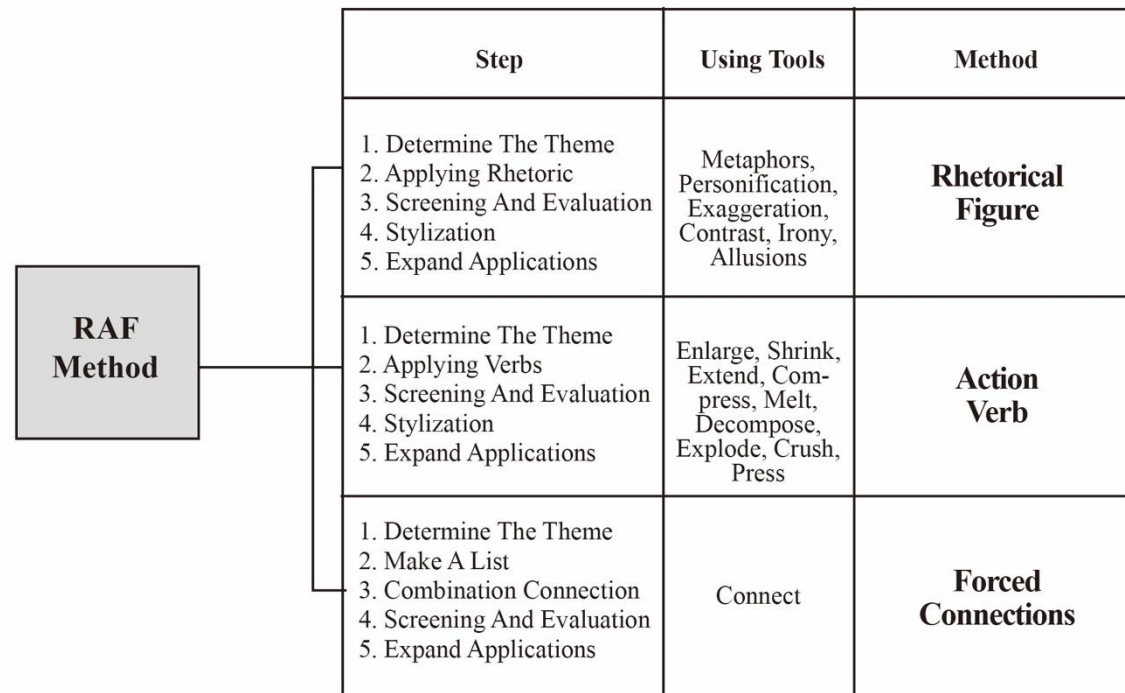 Step
Using Tools
Method
RAF
Method
1. Determine The Theme
2. Applying Rhetoric
3. Screening And Evaluation
4. Stylization
5. Expand Applications
Metaphors,
Personification,
Exaggeration,
Contrast, Irony,
Allusions
Rhetorical
Figure
1. Determine The Theme
2. Applying Verbs
3. Screening And Evaluation
4. Stylization
5. Expand Applications
Enlarge, Shrink,
Extend, Com-
press, Melt,
Decompose,
Explode, Crush,
Press
Action
Verb
1. Determine The Theme
2. Make A List
3. Combination Connection
4. Screening And Evaluation
5. Expand Applications
Connect
Forced
Connections